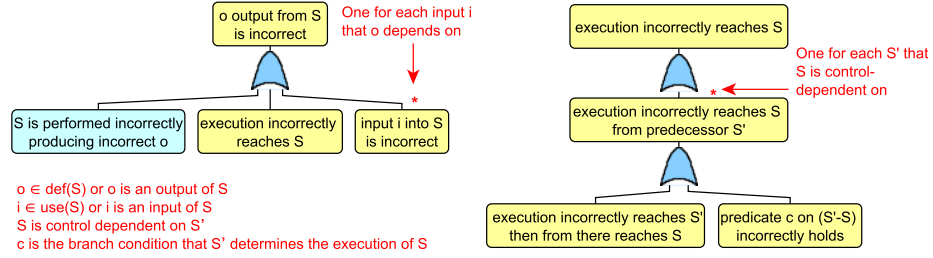 o output from S
is incorrect
One for each input i
that o depends on
*
S is performed incorrectly
producing incorrect o
execution incorrectly
reaches S
input i into S
is incorrect
o ∈ def(S) or o is an output of S
i ∈ use(S) or i is an input of S
S is control dependent on S’
c is the branch condition that S’ determines the execution of S
execution incorrectly reaches S
One for each S' that
S is control-
dependent on
*
execution incorrectly reaches S
from predecessor S'
execution incorrectly reaches S'
then from there reaches S
predicate c on (S'-S)
incorrectly holds